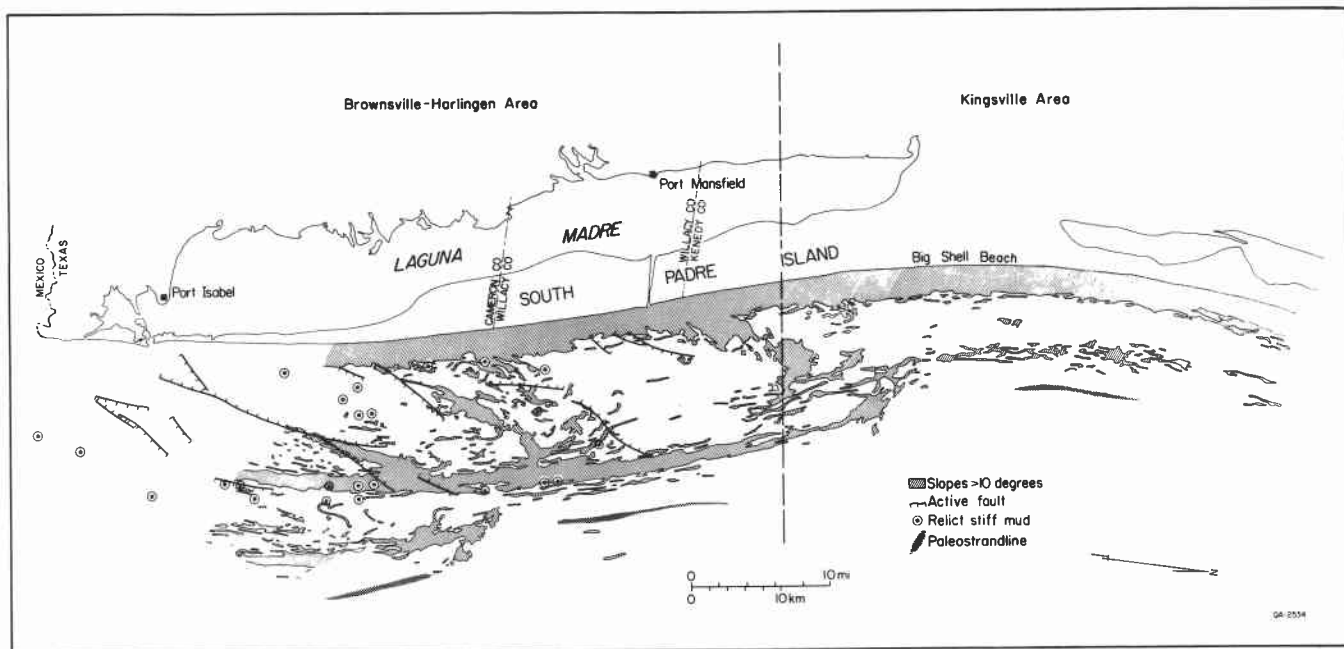 Brownsville-Harlingen Area
Kingsville Area
Port Mansfield
WILLACY CO
KENEDY CO
MADRE
LAGUNA
MEXICO
TEXAS
Port Isabel
CAMERON CO
WILLACY CO
SOUTH
PADRE
ISLAND
Big Shell Beach
Slopes >10 degrees
Active fault
Relict stiff mud
Paleostrandline
0 10 mi
0 10 km
N
QA-2554